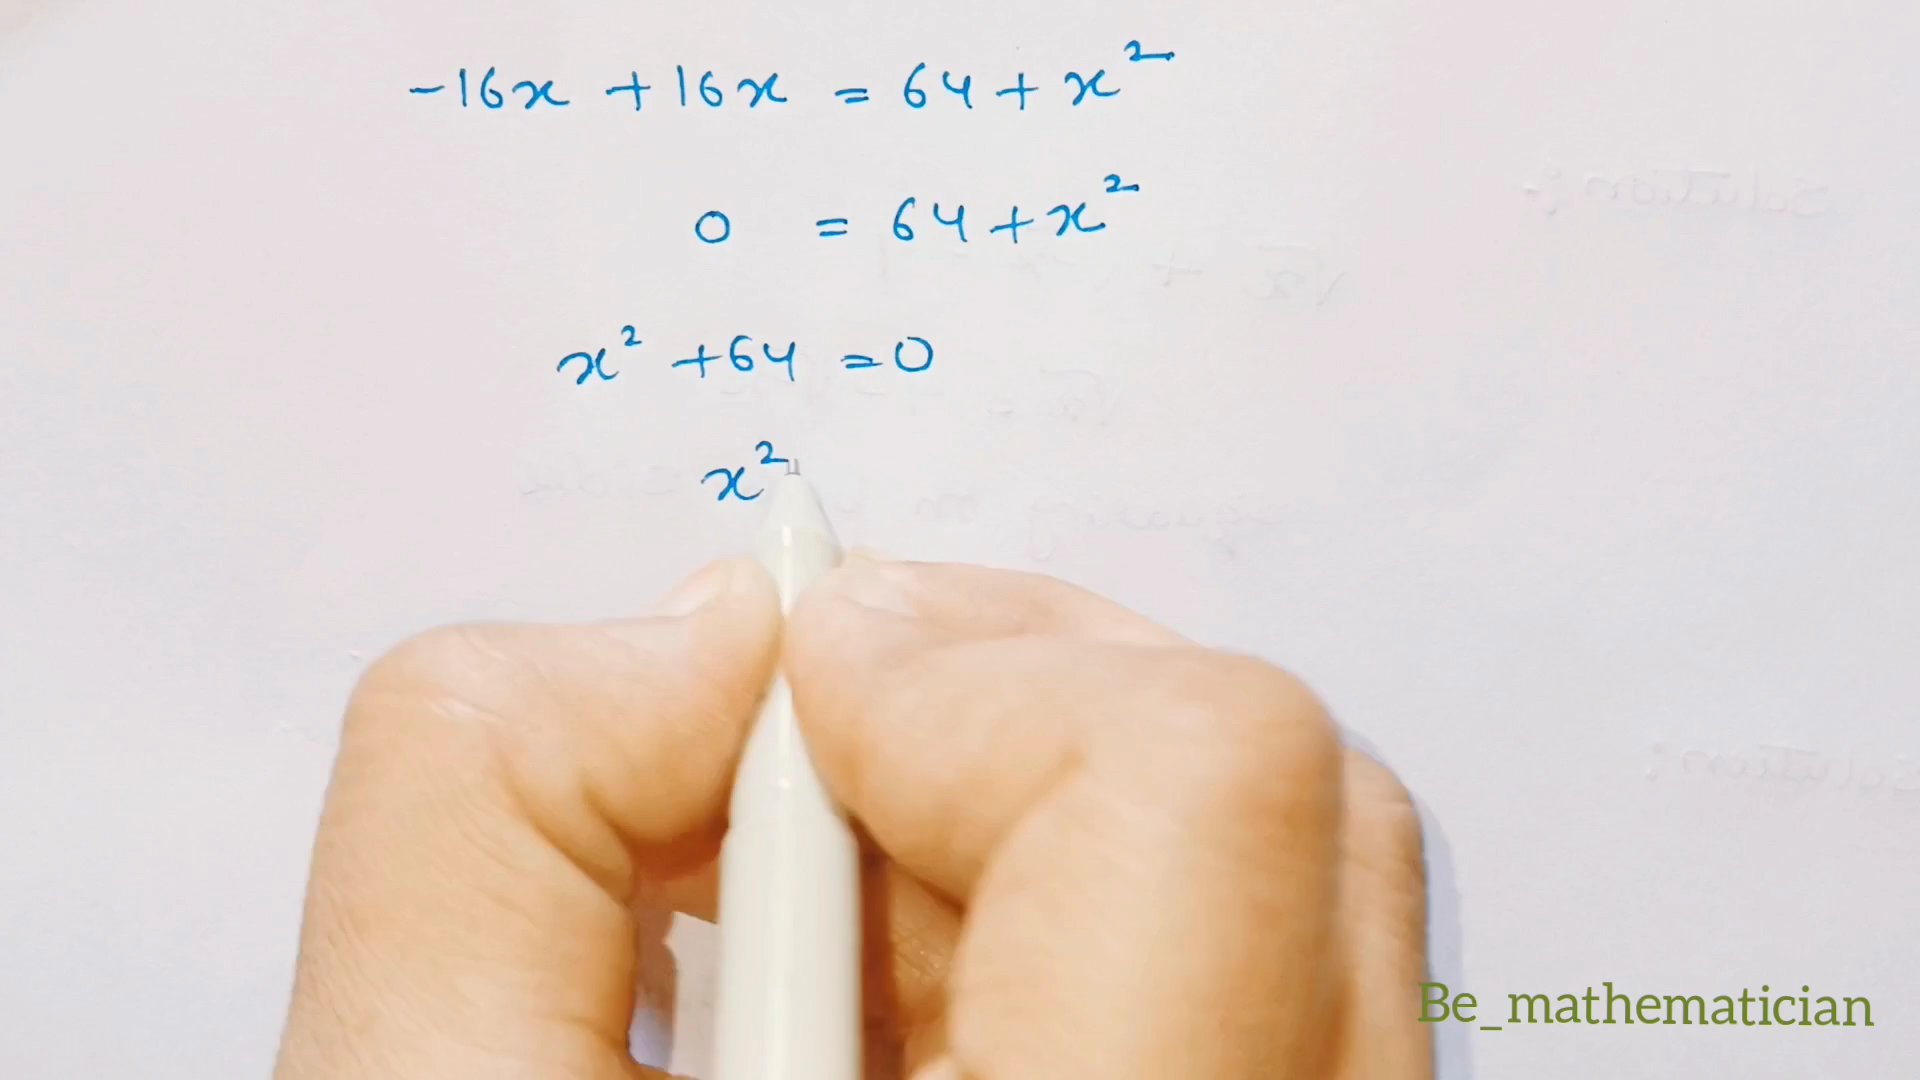 -16x + 16x = 64 + x²
0 = 64 + x²
x² + 64 = 0
x²
Be_mathematician